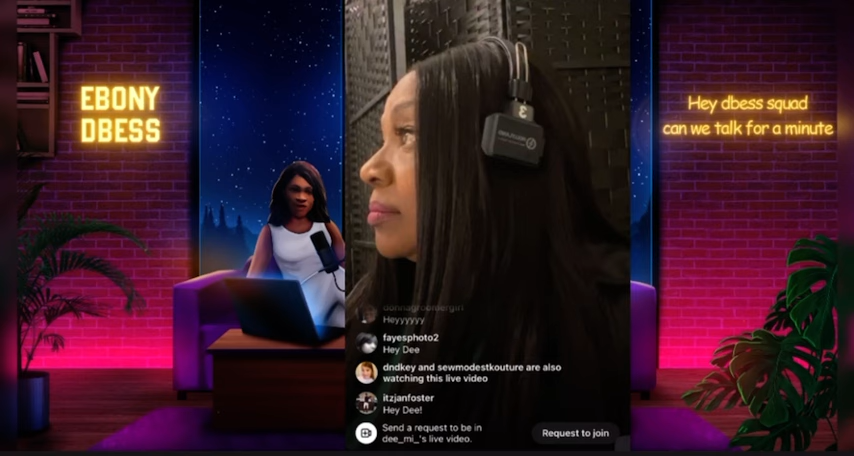 EBONY
DBESS
Hey dbess squad
can we talk for a minute
donnagroomergirl
Heyyyyyy
fayesphoto2
Hey Dee
dndkey and sewmodestkouture are also
watching this live video
itzjanfoster
Hey Dee!
Send a request to be in
dee_mi_'s live video.
Request to join